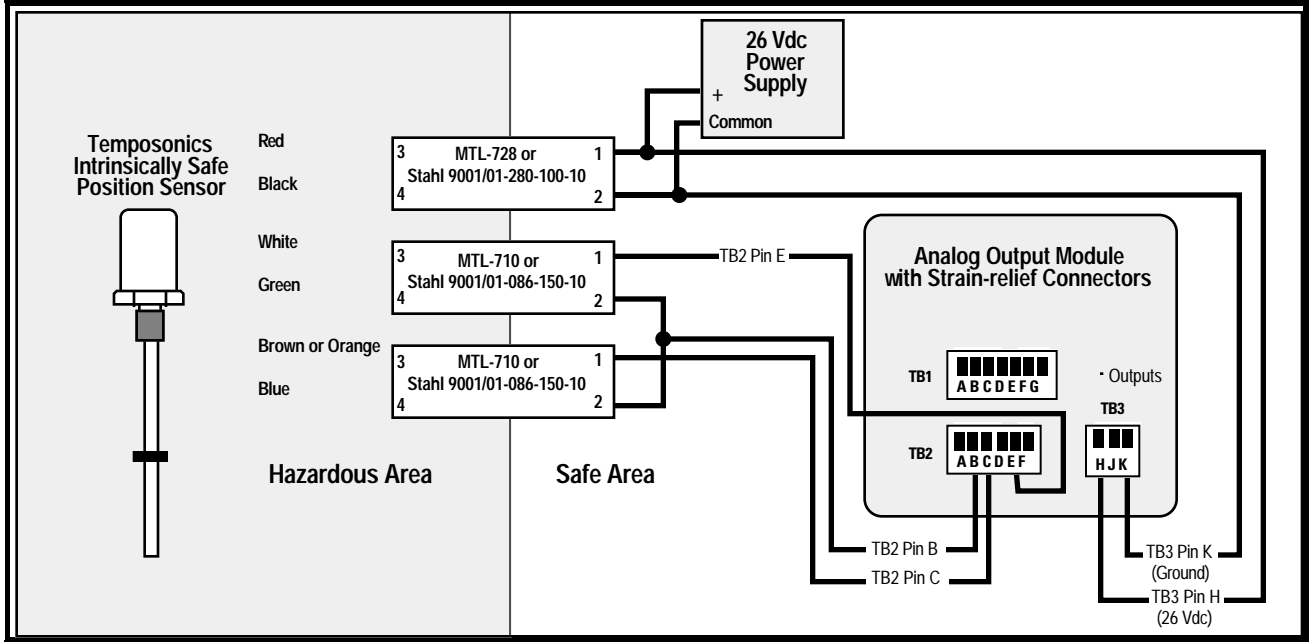 26 Vdc
Power
Supply
+
Common
Temposonics
Intrinsically Safe
Position Sensor
Red
Black
White
Green
Brown or Orange
Blue
3 MTL-728 or 1
Stahl 9001/01-280-100-10
4 2
3 MTL-710 or 1
Stahl 9001/01-086-150-10
4 2
3 MTL-710 or 1
Stahl 9001/01-086-150-10
4 2
Hazardous Area
Safe Area
TB2 Pin E
Analog Output Module
with Strain-relief Connectors
TB1
A B C D E F G
- Outputs
TB3
H J K
TB2
A B C D E F
TB2 Pin B
TB2 Pin C
TB3 Pin K
(Ground)
TB3 Pin H
(26 Vdc)